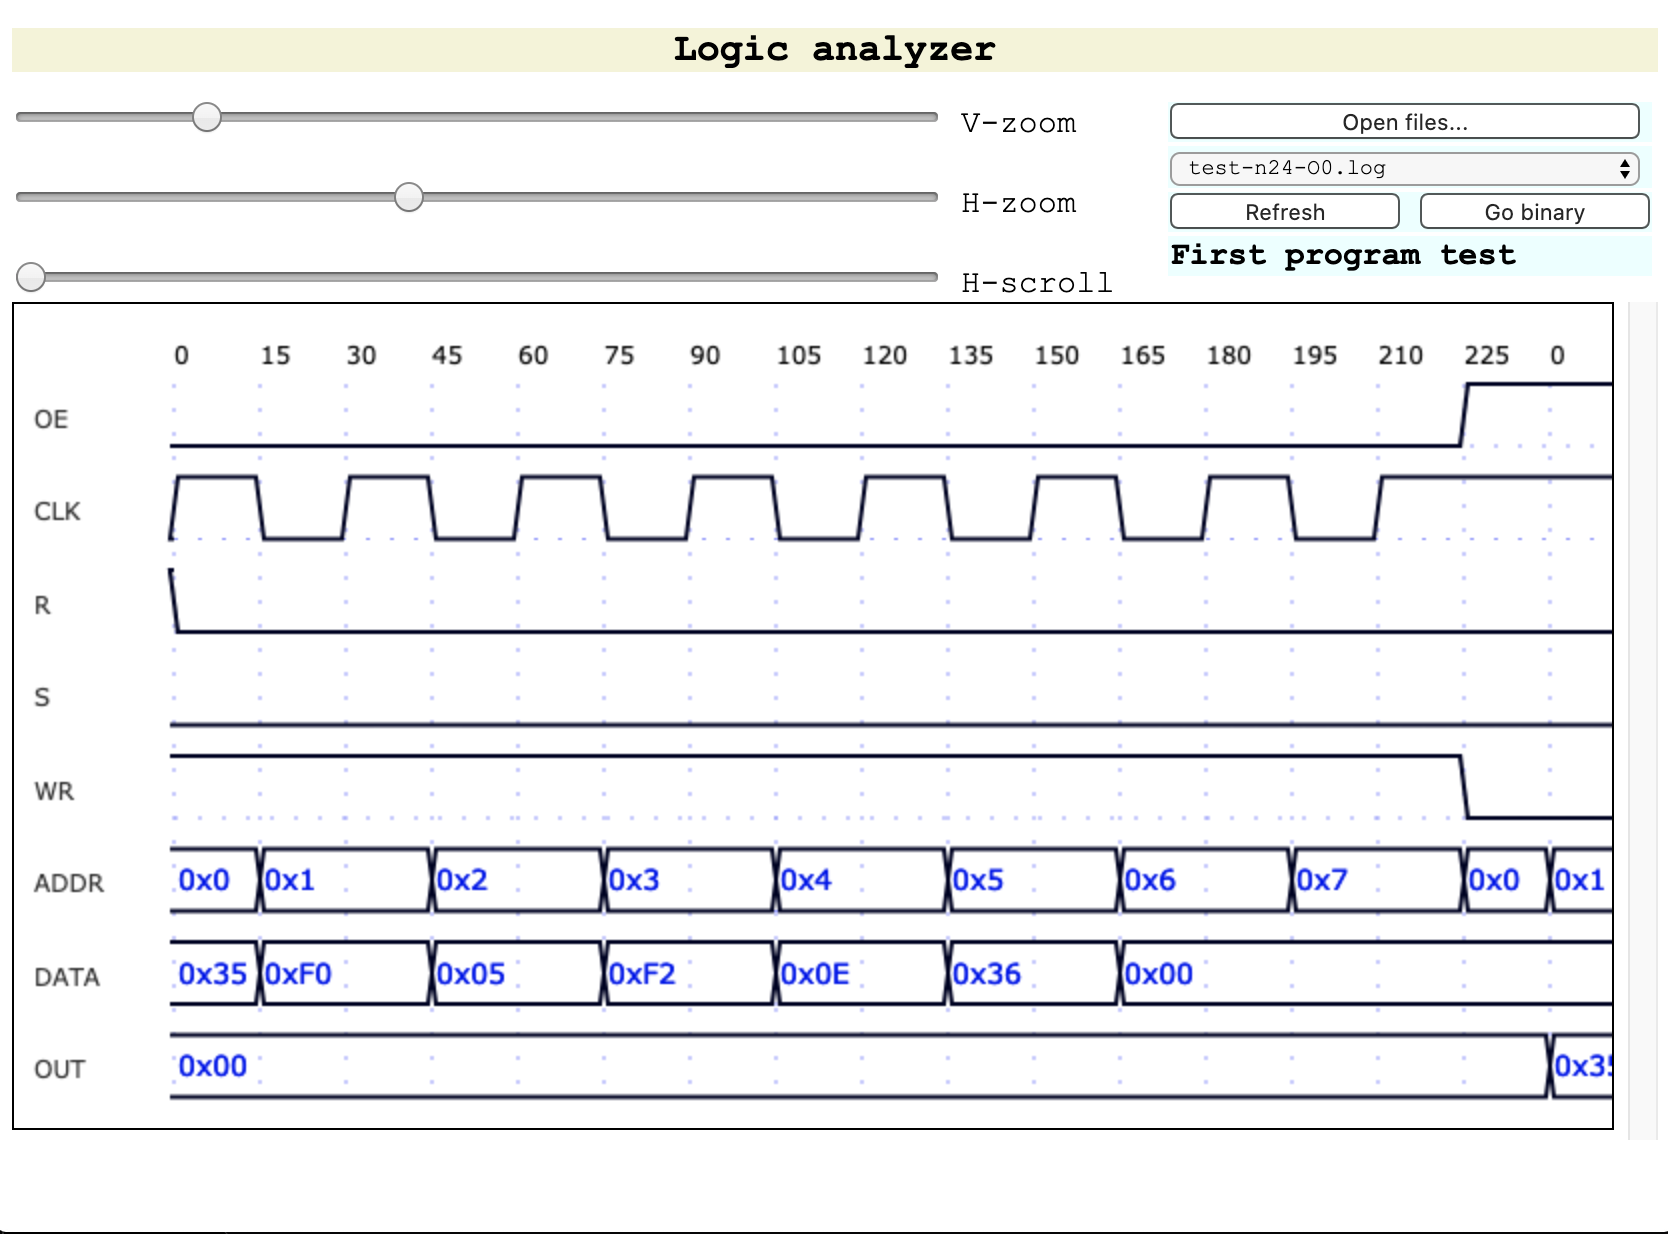 Logic analyzer
V-zoom
Open files...
test-n24-O0.log
H-zoom
Refresh Go binary
First program test
H-scroll
0 15 30 45 60 75 90 105 120 135 150 165 180 195 210 225 0
OE
CLK
R
S
WR
ADDR 0x0 0x1 0x2 0x3 0x4 0x5 0x6 0x7 0x0 0x1
DATA 0x35 0xF0 0x05 0xF2 0x0E 0x36 0x00
OUT 0x00